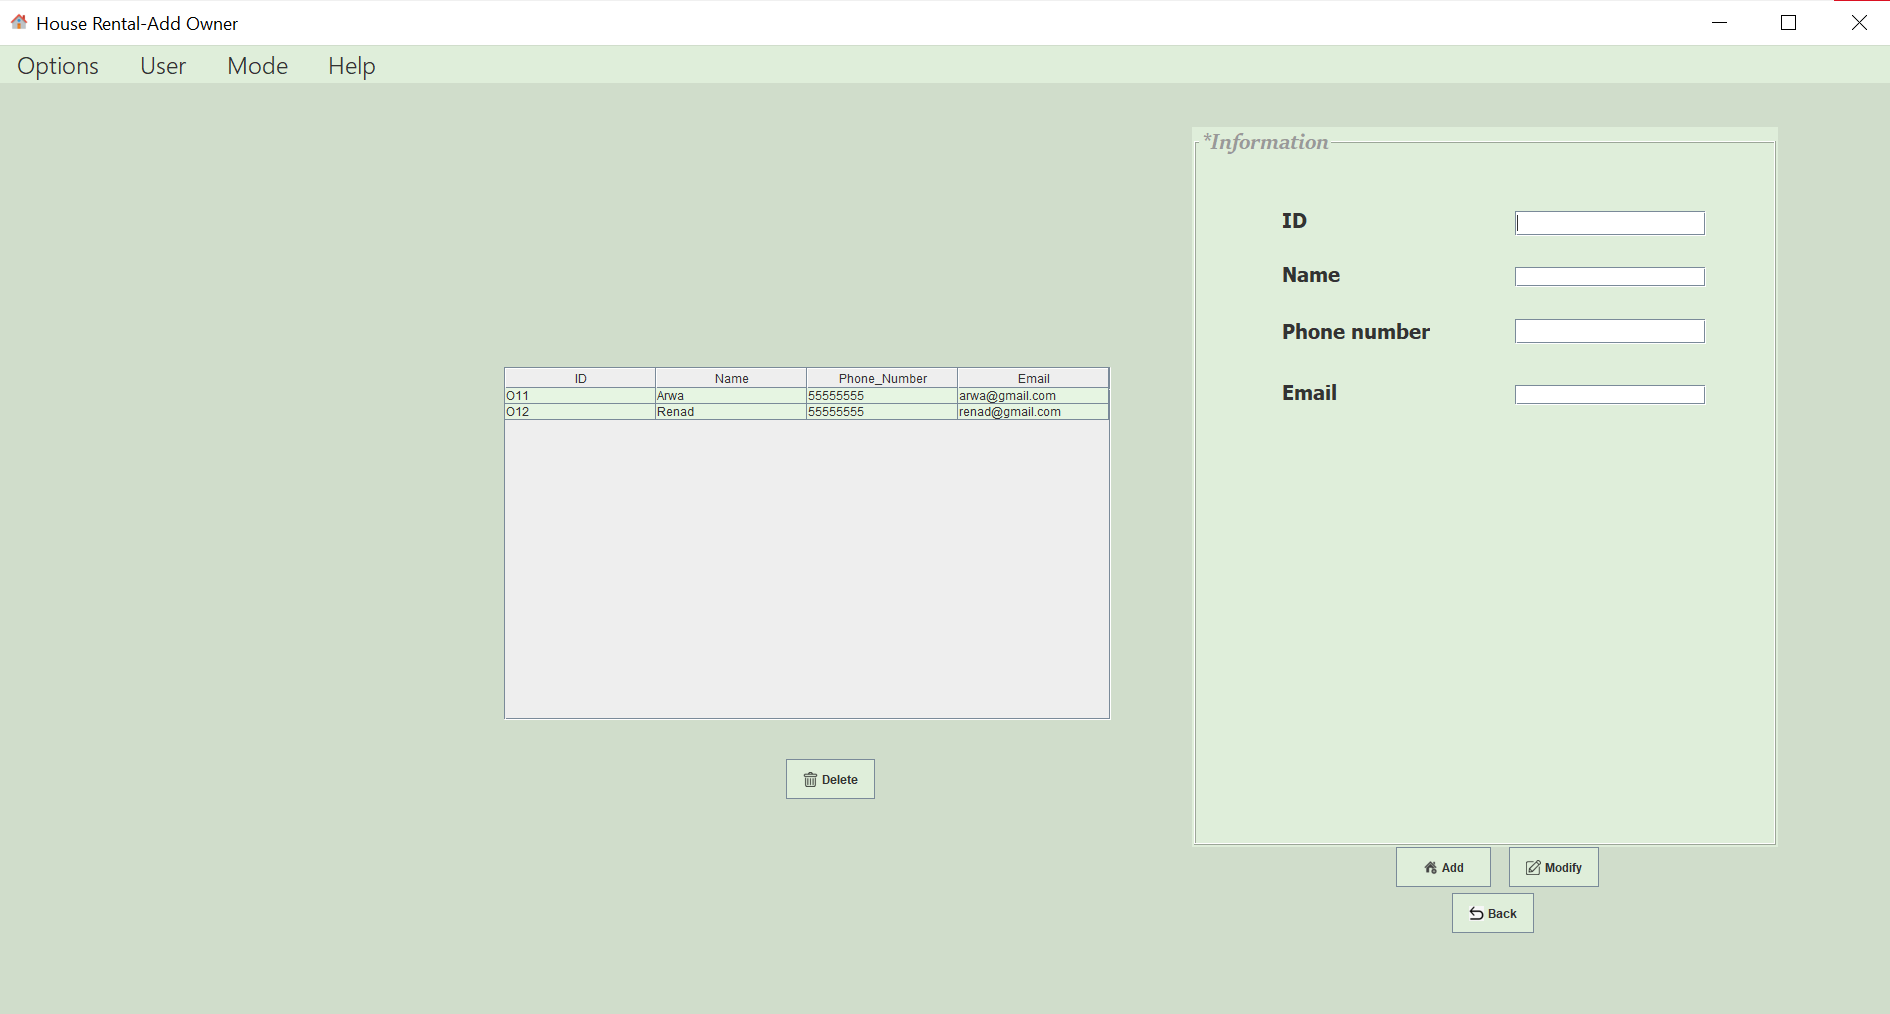 House Rental-Add Owner
Options User Mode Help
*Information
ID
Name
Phone number
Email
ID Name Phone_Number Email
O11 Arwa 55555555 arwa@gmail.com
O12 Renad 55555555 renad@gmail.com
Delete
Add Modify
Back